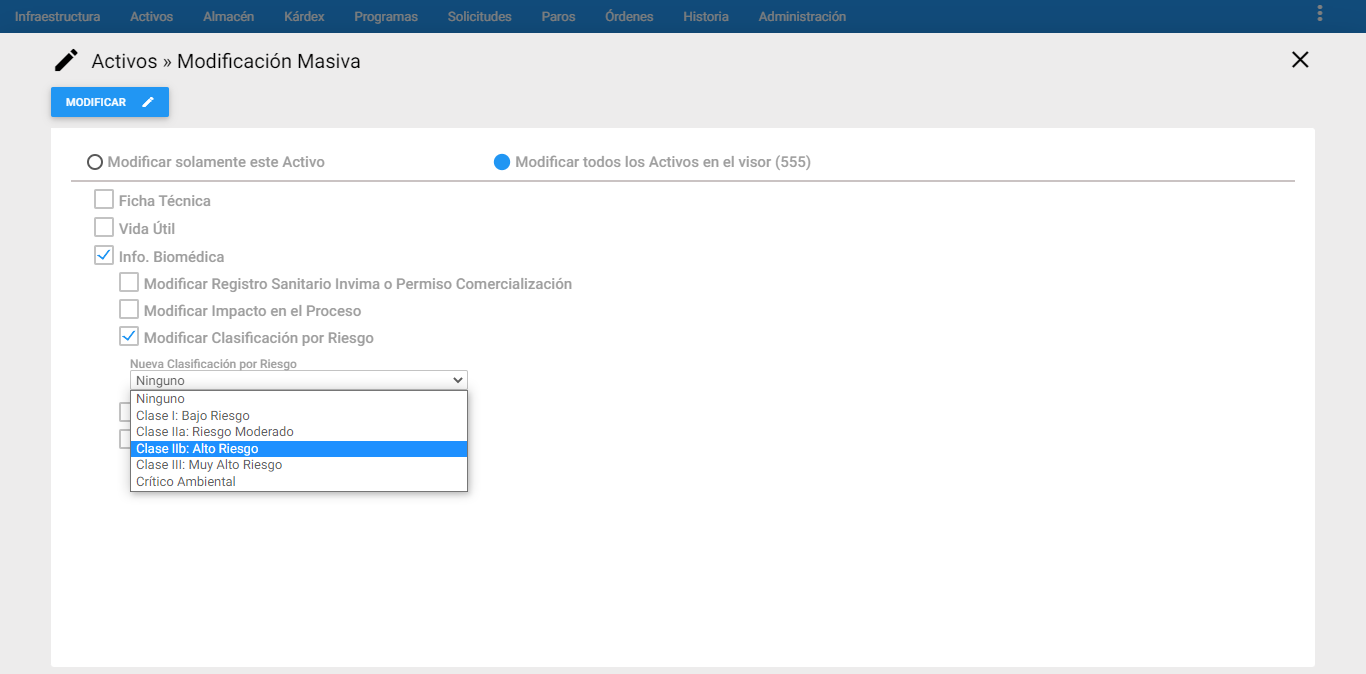 Infraestructura Activos Almacén Kárdex Programas Solicitudes Paros Órdenes Historia Administración
Activos » Modificación Masiva
MODIFICAR
Modificar solamente este Activo Modificar todos los Activos en el visor (555)
Ficha Técnica
Vida Útil
Info. Biomédica
Modificar Registro Sanitario Invima o Permiso Comercialización
Modificar Impacto en el Proceso
Modificar Clasificación por Riesgo
Nueva Clasificación por Riesgo
Ninguno
Ninguno
Clase I: Bajo Riesgo
Clase IIa: Riesgo Moderado
Clase IIb: Alto Riesgo
Clase III: Muy Alto Riesgo
Crítico Ambiental